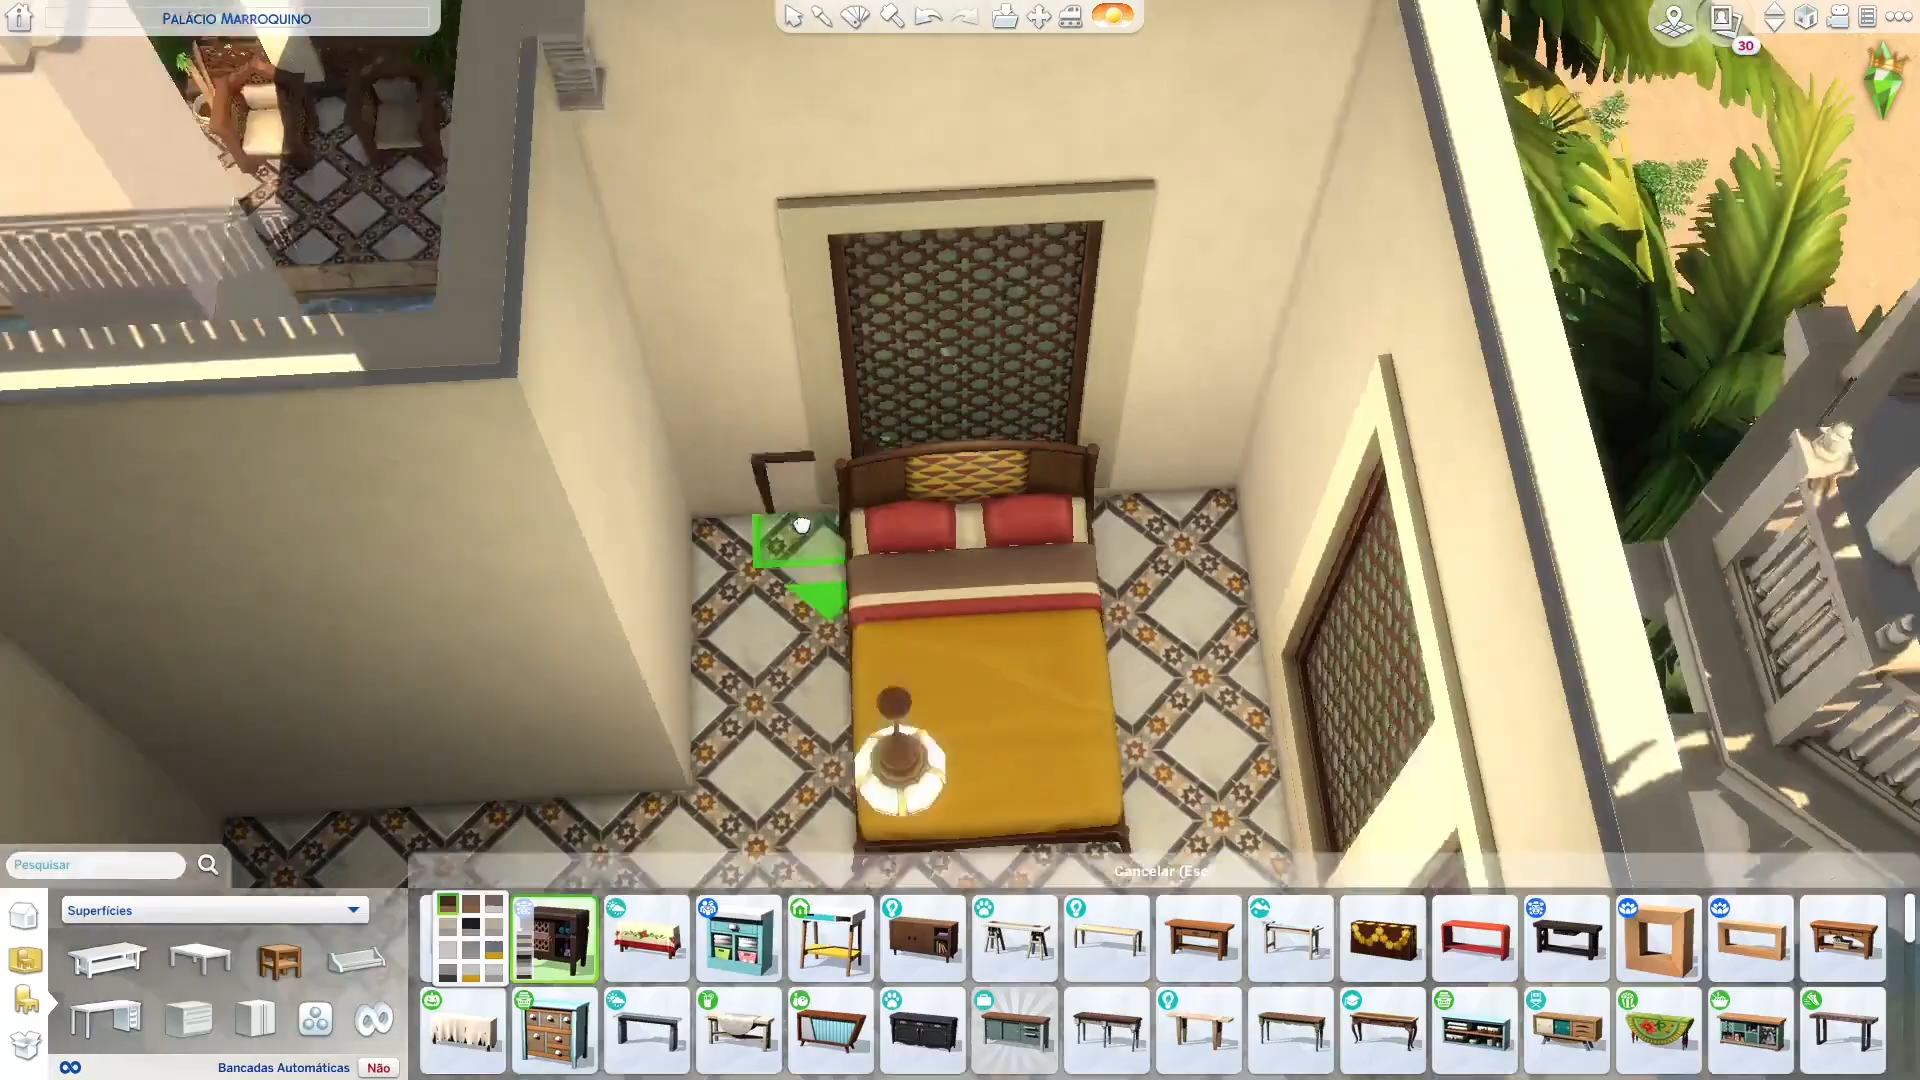 Palácio Marroquino
30
Pesquisar
Cancelar (Esc
Superfícies
Bancadas Automáticas Não